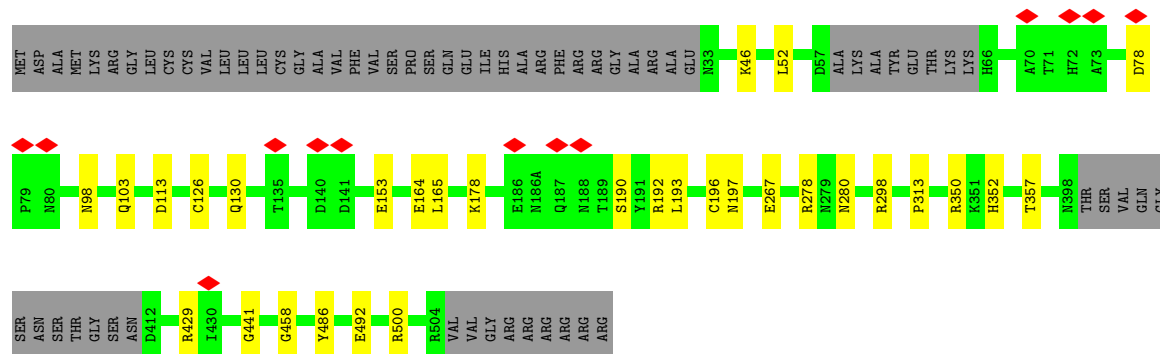 MET ASP ALA MET LYS ARG GLY LEU CYS CYS VAL LEU LEU LEU CYS GLY ALA VAL PHE VAL SER PRO SER GLN GLU ILE HIS ALA ARG PHE ARG ARG GLY ALA ARG ALA GLU N33 K46 L52 D57 ALA LYS ALA TYR GLU THR LYS LYS H66 A70 T71 H72 A73 D78
P79 N80 N98 Q103 D113 C126 Q130 T135 D140 D141 E153 E164 L165 K178 E186 N186A Q187 N188 T189 S190 Y191 R192 L193 C196 N197 E267 R278 N279 N280 R298 P313 R350 K351 H352 T357 N398 THR SER VAL GLN GLY
SER ASN SER THR GLY SER ASN D412 R429 I430 G441 G458 Y486 E492 R500 R504 VAL VAL GLY ARG ARG ARG ARG ARG ARG